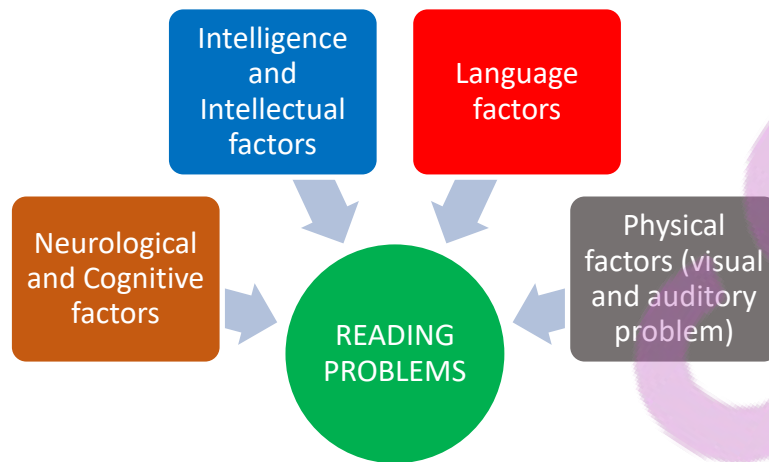 Intelligence
and
Intellectual
factors
Language
factors
Neurological
and Cognitive
factors
Physical
factors (visual
and auditory
problem)
READING
PROBLEMS